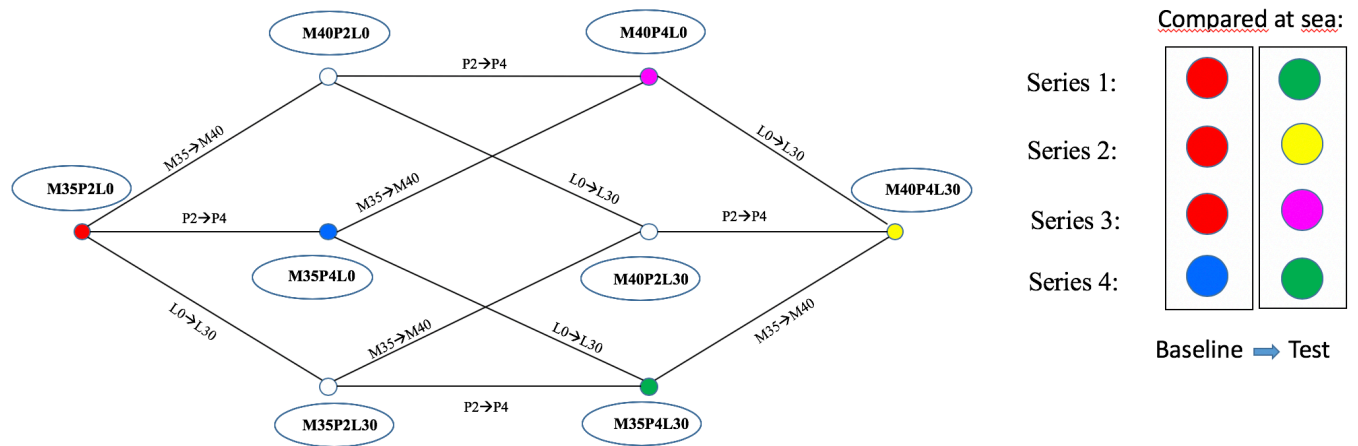 M40P2L0
M40P4L0
P2→P4
M35→M40
L0→L30
M35P2L0
M35→M40
L0→L30
M40P4L30
P2→P4
P2→P4
M35P4L0
M40P2L30
L0→L30
M35→M40
L0→L30
M35→M40
P2→P4
M35P2L30
M35P4L30
Compared at sea:
Series 1:
Series 2:
Series 3:
Series 4:
Baseline → Test